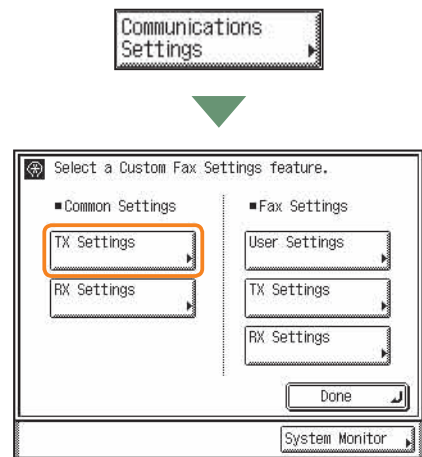 Communications
Settings
Select a Custom Fax Settings feature.
■Common Settings
TX Settings
RX Settings
■Fax Settings
User Settings
TX Settings
RX Settings
Done
System Monitor